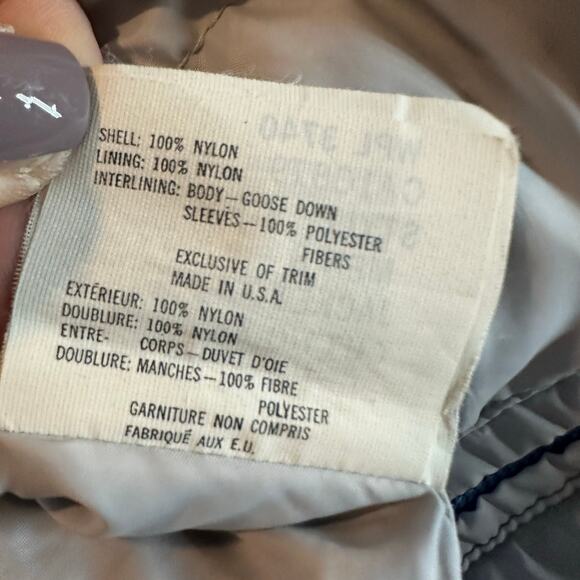 SHELL: 100% NYLON
LINING: 100% NYLON
INTERLINING: BODY—GOOSE DOWN
SLEEVES—100% POLYESTER
FIBERS
EXCLUSIVE OF TRIM
MADE IN U.S.A.
EXTÉRIEUR: 100% NYLON
DOUBLURE: 100% NYLON
ENTRE- CORPS—DUVET D'OIE
DOUBLURE: MANCHES—100% FIBRE
POLYESTER
GARNITURE NON COMPRIS
FABRIQUÉ AUX E.U.
WPL 3740